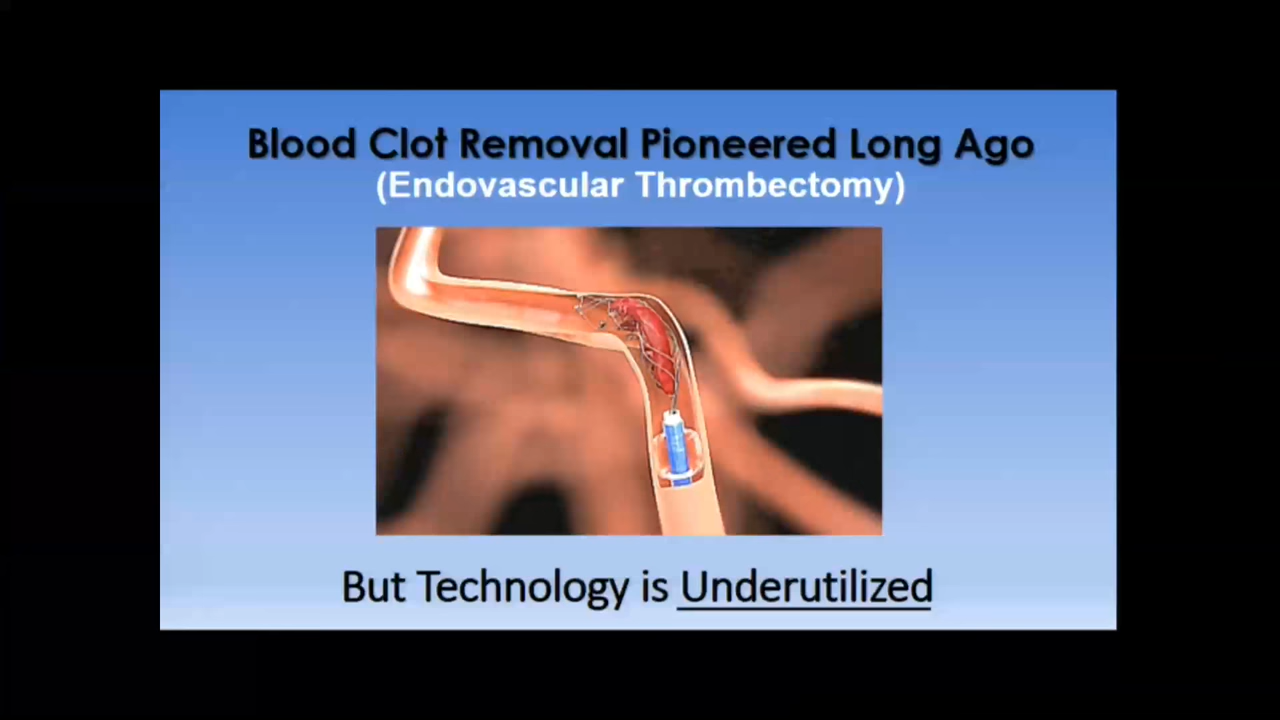 Blood Clot Removal Pioneered Long Ago
(Endovascular Thrombectomy)
But Technology is Underutilized